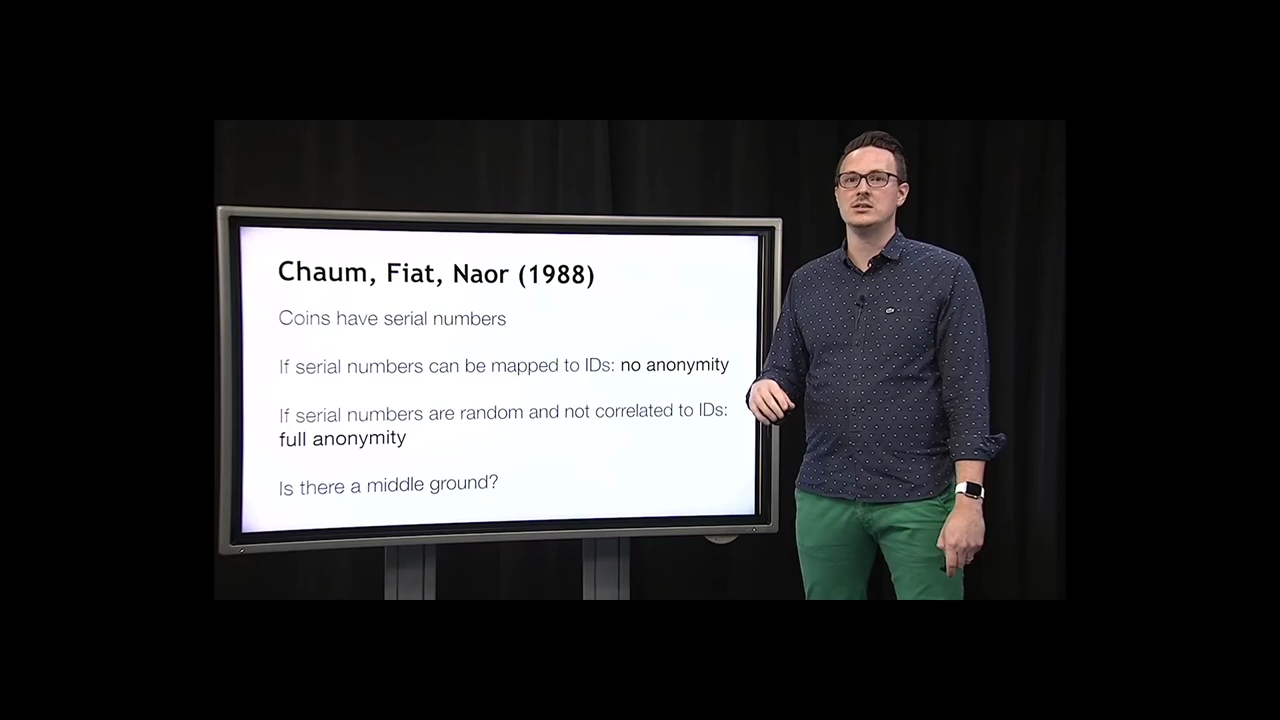 Chaum, Fiat, Naor (1988)
Coins have serial numbers
If serial numbers can be mapped to IDs: no anonymity
If serial numbers are random and not correlated to IDs:
full anonymity
Is there a middle ground?